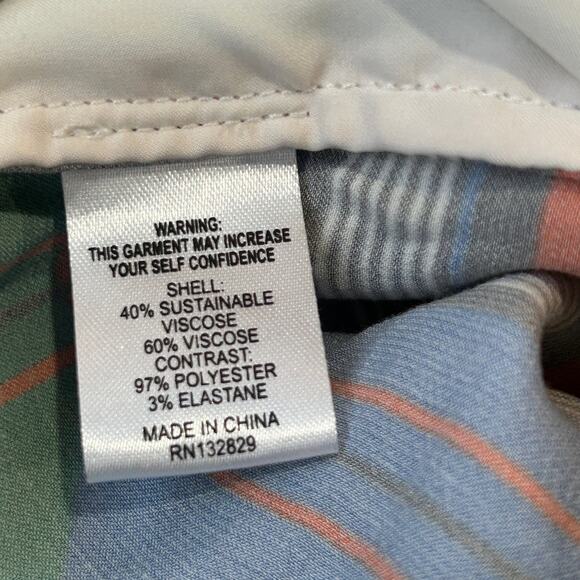 WARNING:
THIS GARMENT MAY INCREASE
YOUR SELF CONFIDENCE
SHELL:
40% SUSTAINABLE
VISCOSE
60% VISCOSE
CONTRAST:
97% POLYESTER
3% ELASTANE
MADE IN CHINA
RN132829